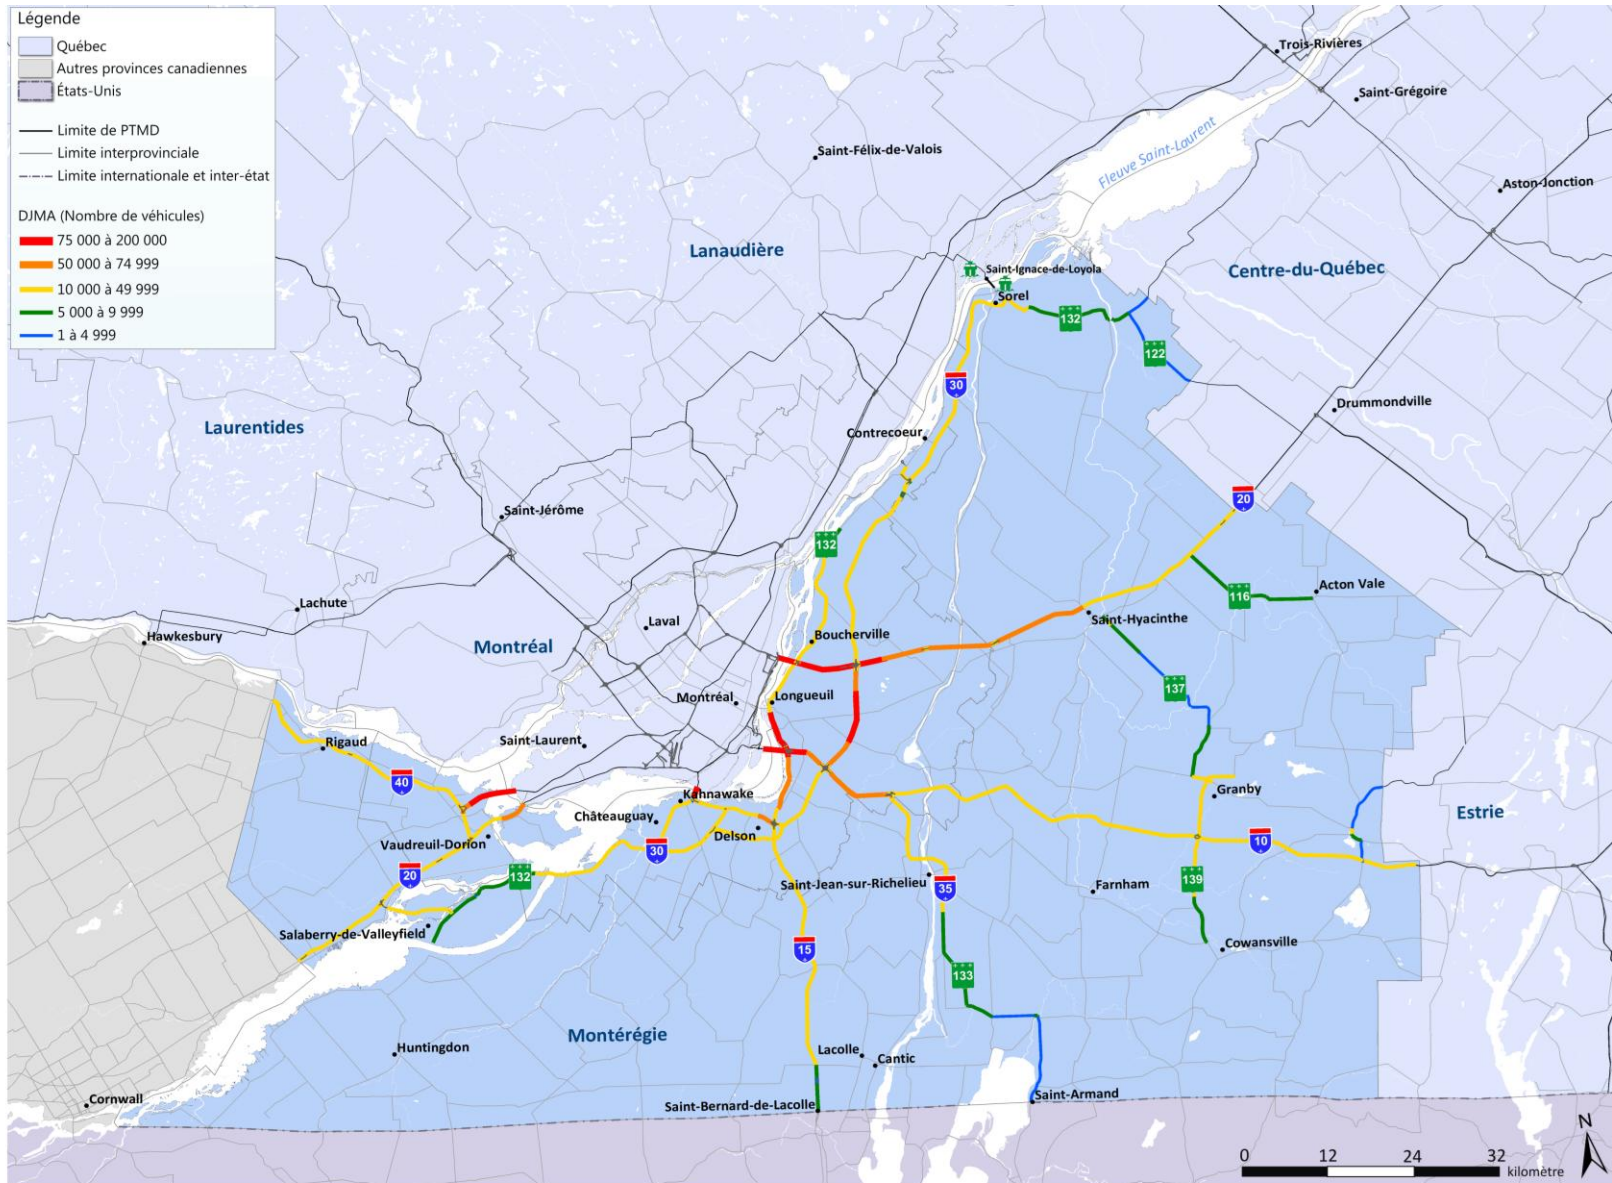 Légende
Québec
Autres provinces canadiennes
États-Unis
Limite de PTMD
Limite interprovinciale
Limite internationale et inter-état
DJMA (Nombre de véhicules)
75 000 à 200 000
50 000 à 74 999
10 000 à 49 999
5 000 à 9 999
1 à 4 999
Trois-Rivières
Saint-Grégoire
Fleuve Saint-Laurent
Saint-Félix-de-Valois
Aston-Jonction
Lanaudière
Centre-du-Québec
Saint-Ignace-de-Loyola
Sorel
132
122
30
Drummondville
Laurentides
Contrecoeur
20
Saint-Jérôme
132
Acton Vale
116
Lachute
Saint-Hyacinthe
Laval
Hawkesbury
Boucherville
Montréal
137
Montréal
Longueuil
Saint-Laurent
Rigaud
40
Kahnawake
Granby
Estrie
Châteauguay
Delson
Vaudreuil-Dorion
30
10
20
132
Saint-Jean-sur-Richelieu
35
Farnham
139
Salaberry-de-Valleyfield
15
Cowansville
133
Montérégie
Huntingdon
Lacolle
Cantic
Cornwall
Saint-Bernard-de-Lacolle
Saint-Armand
N
0 12 24 32
kilomètre